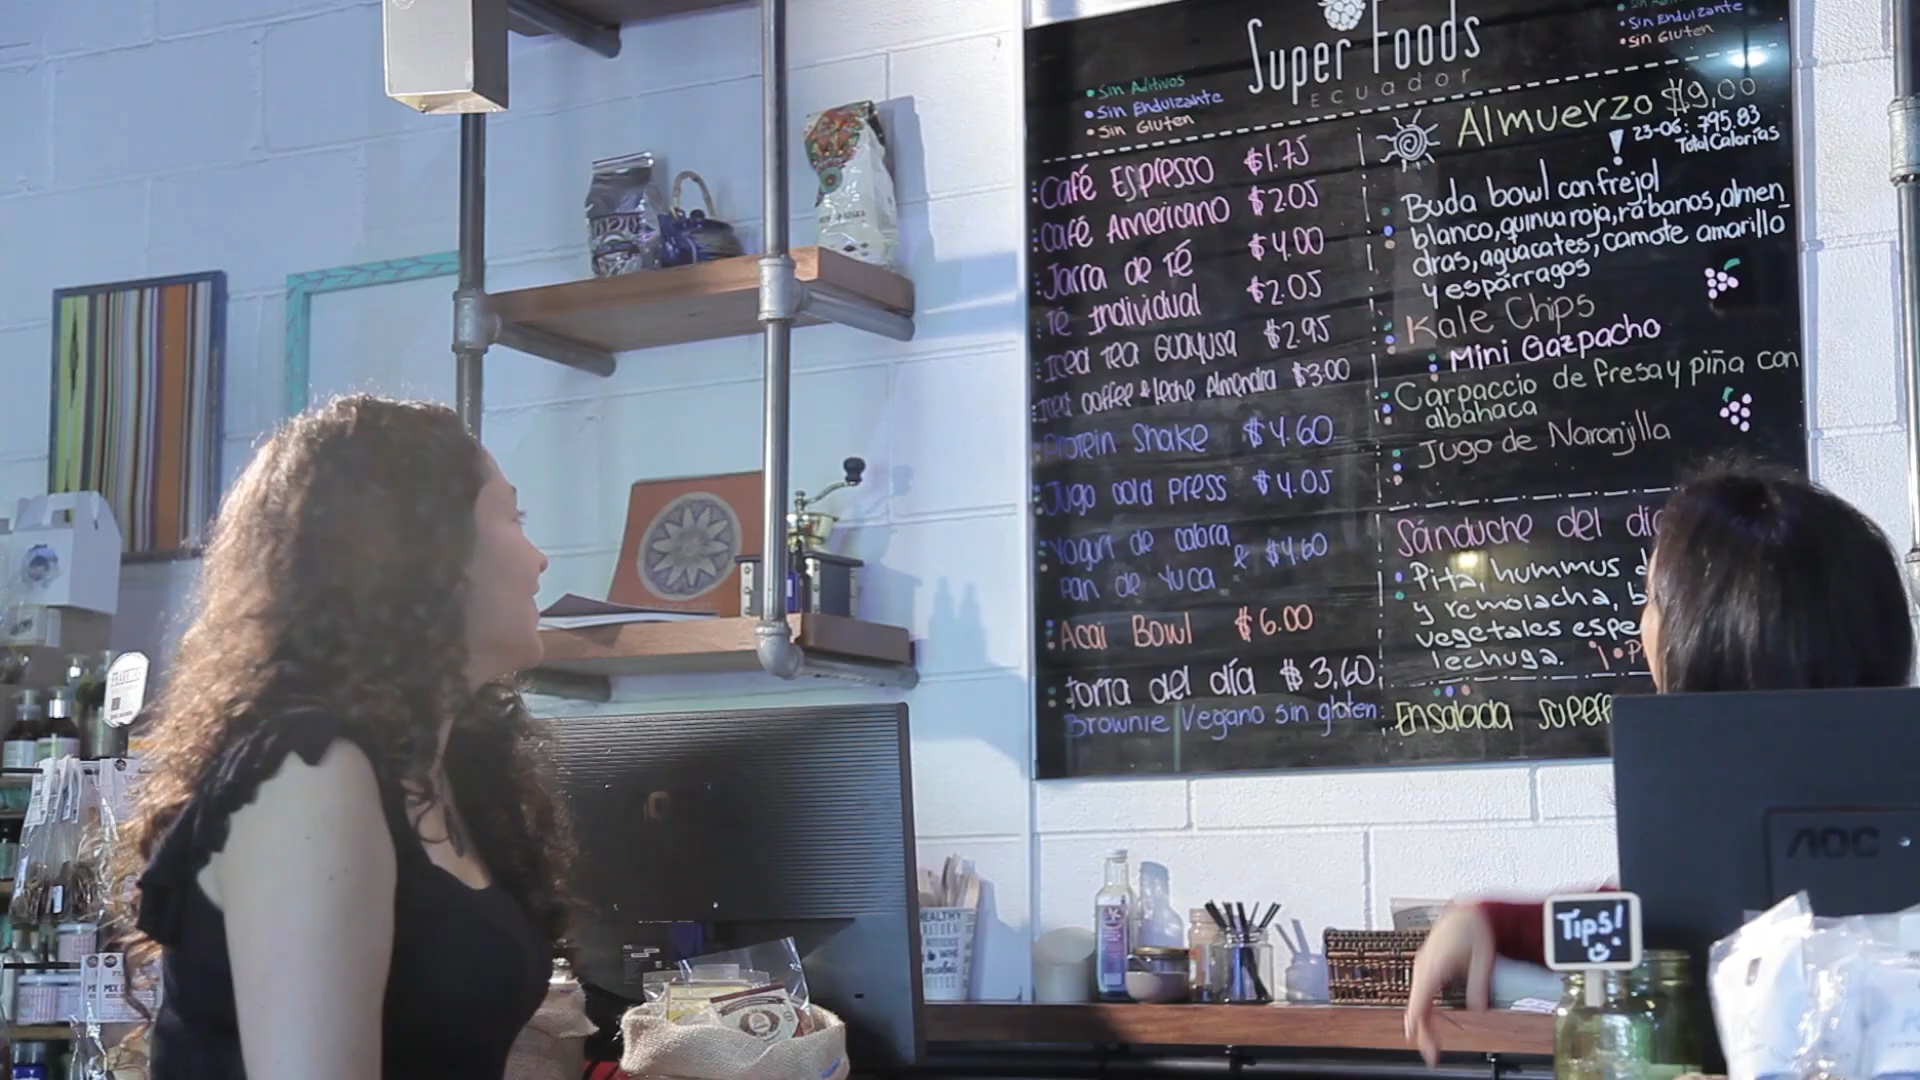 Super Foods
Ecuador
• Sin Aditivos
• Sin Endulzante
• Sin Gluten
• Sin Endulzante
• Sin Gluten
Café Espresso $1.75
Café Americano $2.05
Jarra de Té $4.00
Té Individual $2.05
Iced Tea Guayusa $2.95
Iced coffee & leche Almendra $3.00
Protein Shake $4.60
Jugo cold press $4.05
Yogurt de cabra
& $4.60
Pan de Yuca
Acai Bowl $6.00
Torta del día $3,60
Brownie Vegano sin gluten
Almuerzo $9,00
! 23-06: 795.83
Total Calorías
Buda bowl con frejol
blanco, quinua roja, rábanos, almen
dras, aguacates, camote amarillo
y espárragos
Kale Chips
Mini Gazpacho
Carpaccio de fresa y piña con
albahaca
Jugo de Naranjilla
Sánduche del día
• Pita, hummus
y remolacha,
vegetales
lechuga.
Ensalada
Tips!
AOC
HEALTHY